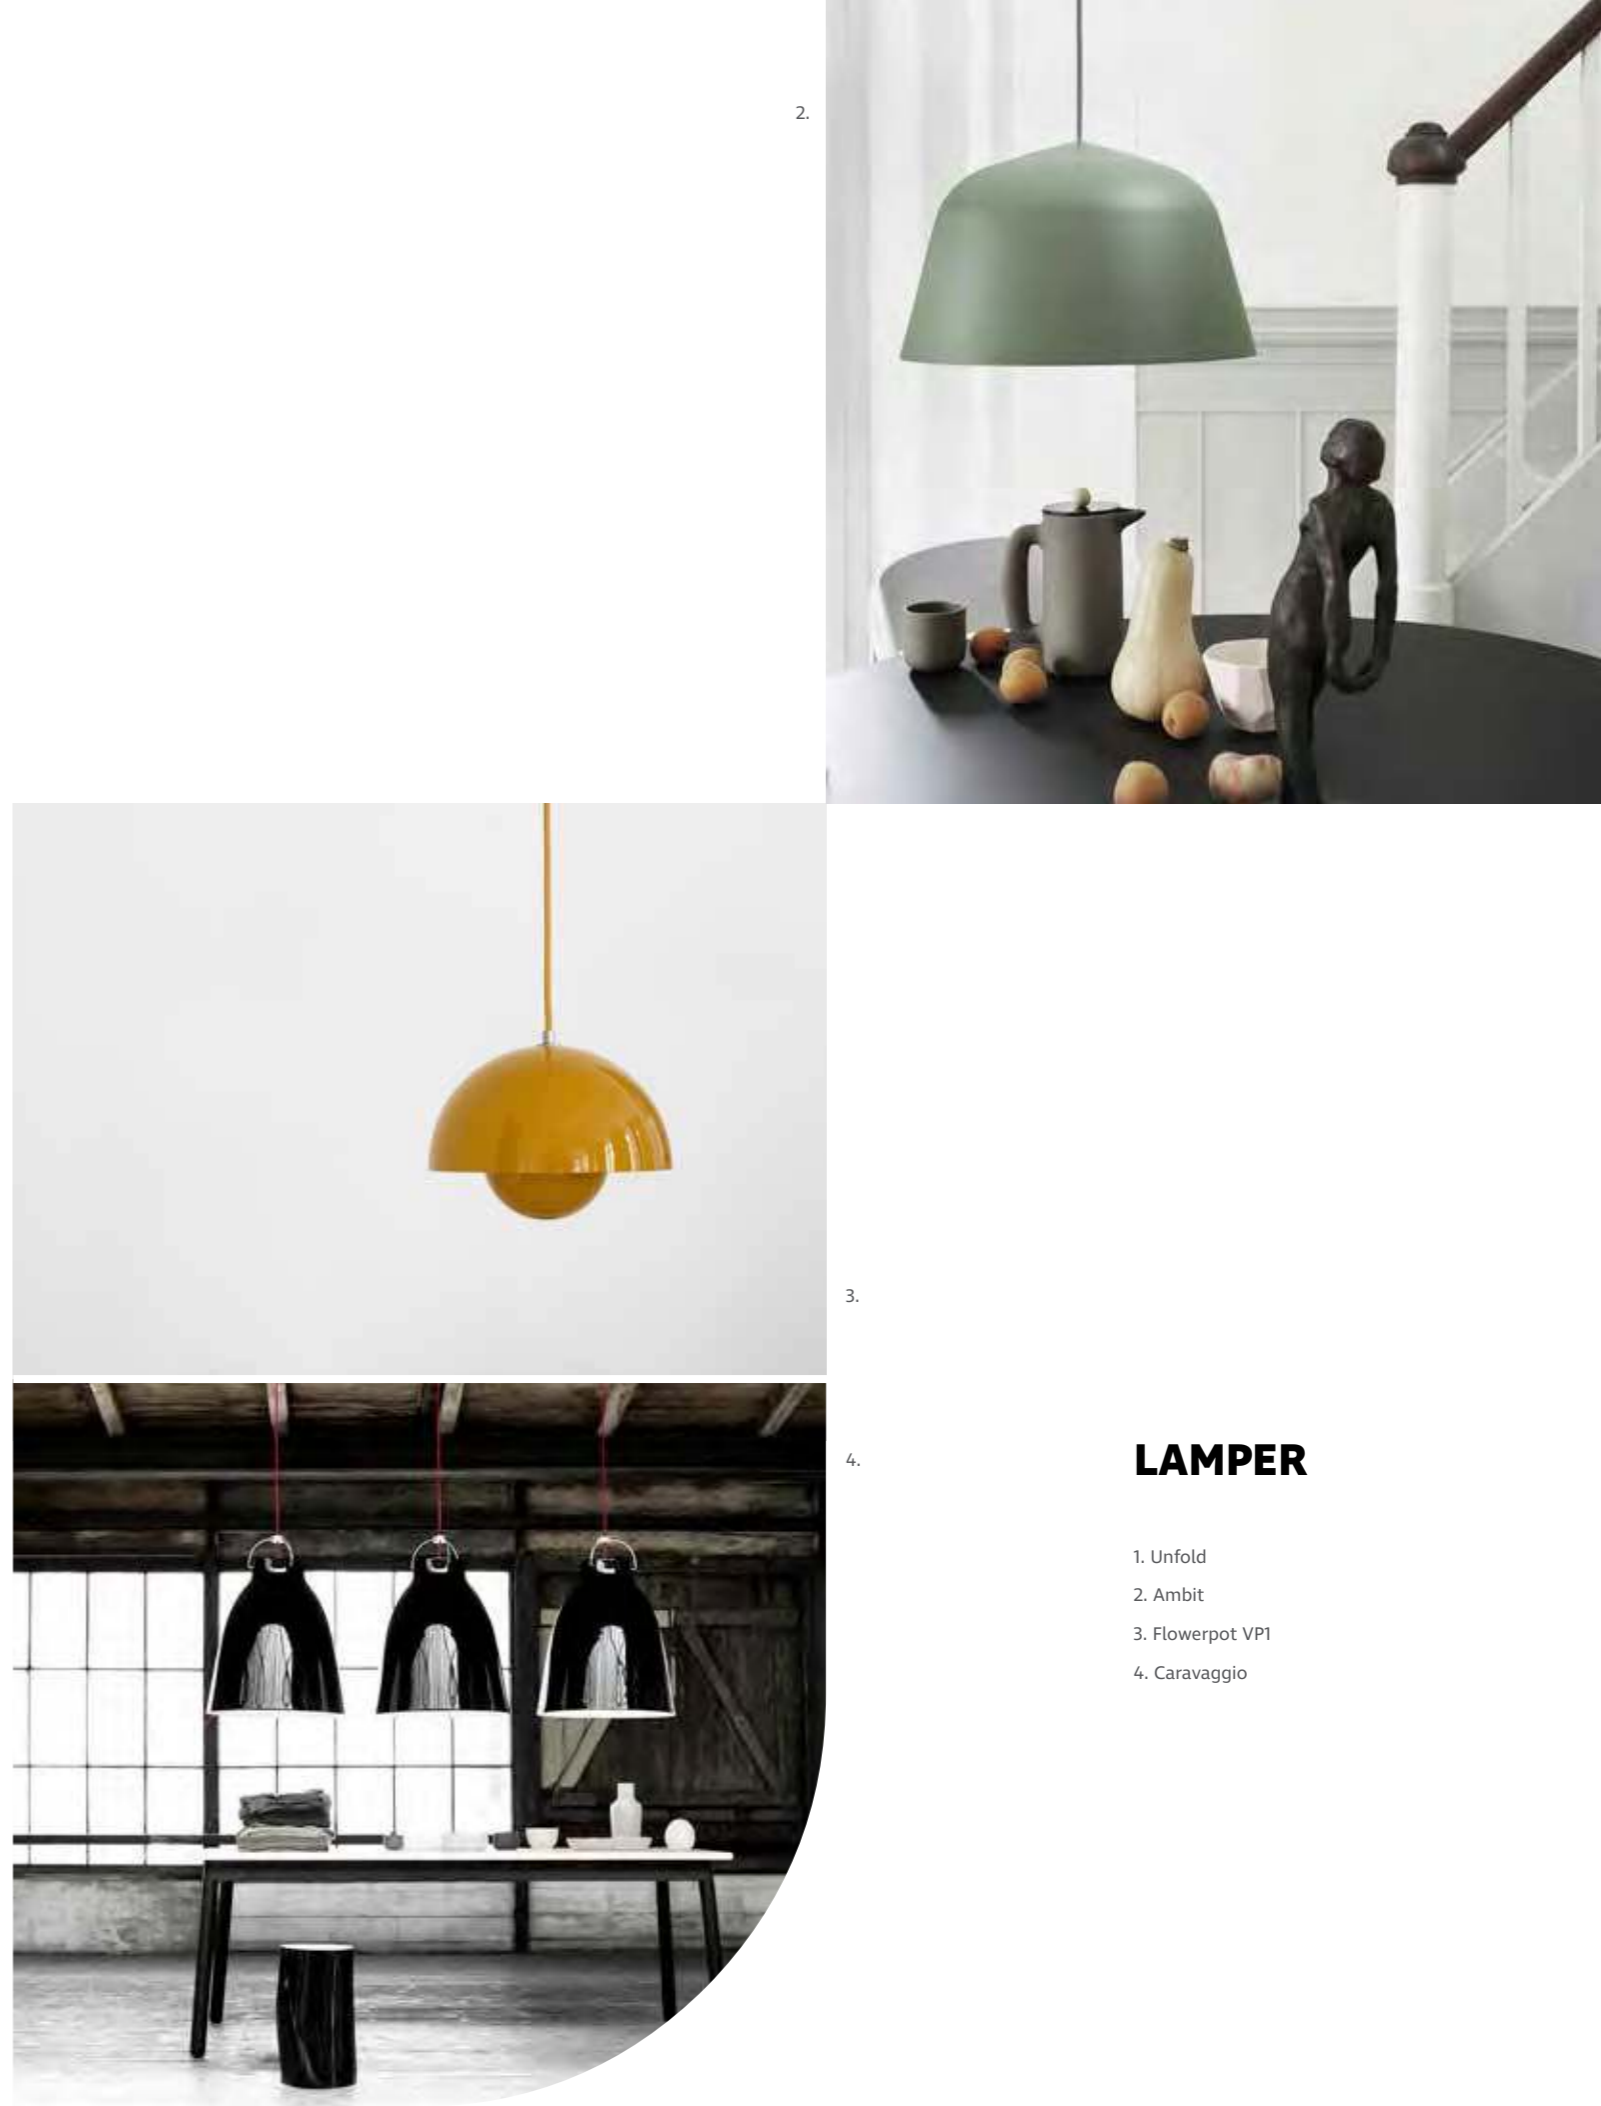 2.
3.
4.
LAMPER
1. Unfold
2. Ambit
3. Flowerpot VP1
4. Caravaggio